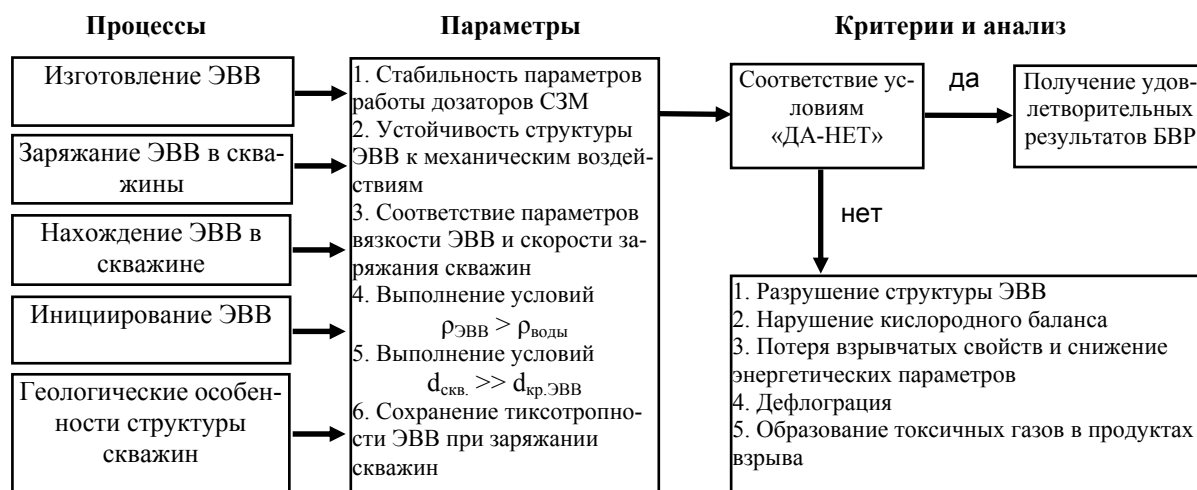 Процессы
Параметры
Критерии и анализ
Изготовление ЭВВ
Заряжание ЭВВ в сква-
жины
Нахождение ЭВВ в
скважине
Инициирование ЭВВ
Геологические особен-
ности структуры
скважин
1. Стабильность параметров
работы дозаторов СЗМ
2. Устойчивость структуры
ЭВВ к механическим воздей-
ствиям
3. Соответствие параметров
вязкости ЭВВ и скорости за-
ряжания скважин
4. Выполнение условий
ρЭВВ > ρводы
5. Выполнение условий
dскв. >> dкр.ЭВВ
6. Сохранение тиксотропно-
сти ЭВВ при заряжании
скважин
Соответствие ус-
ловиям
«ДА-НЕТ»
да
Получение удов-
летворительных
результатов БВР
нет
1. Разрушение структуры ЭВВ
2. Нарушение кислородного баланса
3. Потеря взрывчатых свойств и снижение
энергетических параметров
4. Дефлограция
5. Образование токсичных газов в продуктах
взрыва